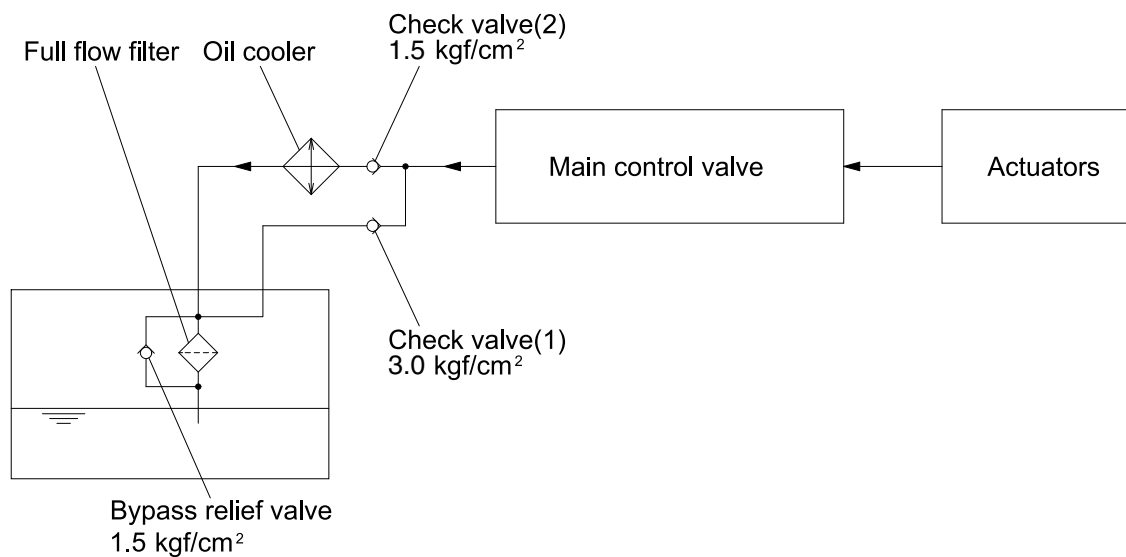 Check valve(2)
1.5 kgf/cm²
Full flow filter
Oil cooler
Main control valve
Actuators
Check valve(1)
3.0 kgf/cm²
Bypass relief valve
1.5 kgf/cm²